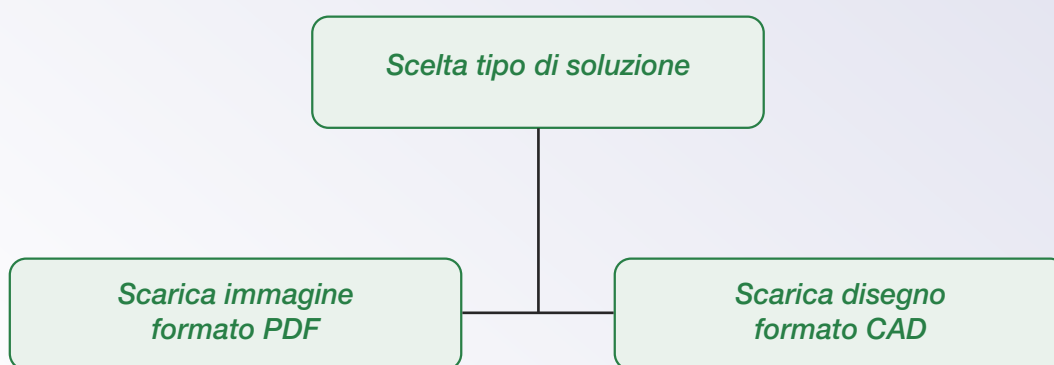 Scelta tipo di soluzione
Scarica immagine
formato PDF
Scarica disegno
formato CAD